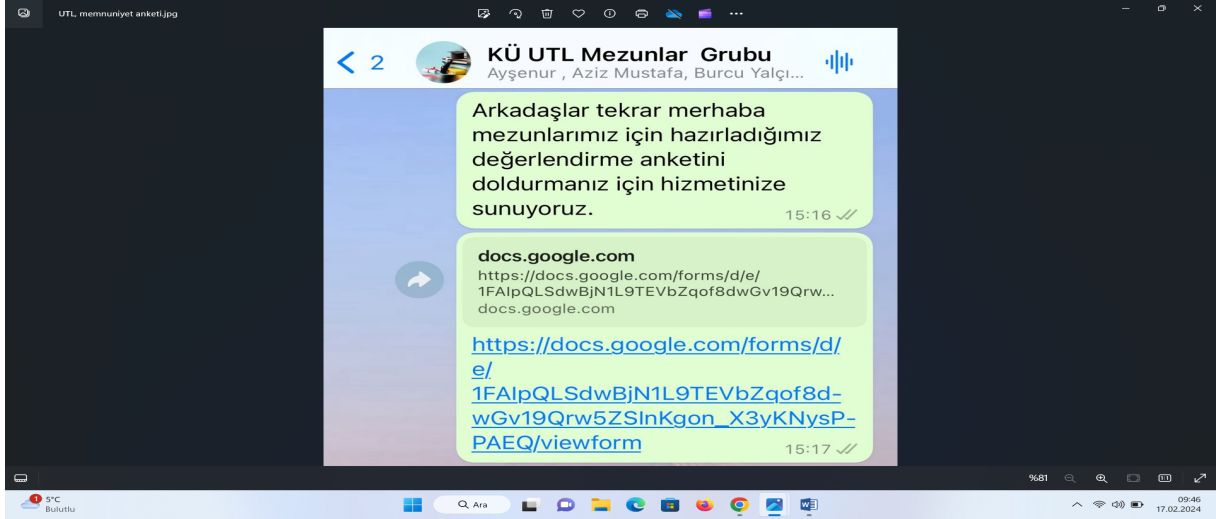 UTL, memnuniyet anketi.jpg
2
KÜ UTL Mezunlar Grubu
Ayşenur , Aziz Mustafa, Burcu Yalçı...
Arkadaşlar tekrar merhaba
mezunlarımız için hazırladığımız
değerlendirme anketini
doldurmanız için hizmetinize
sunuyoruz.
15:16
docs.google.com
https://docs.google.com/forms/d/e/
1FAIpQLSdwBjN1L9TEVbZqof8dwGv19Qrw...
docs.google.com
https://docs.google.com/forms/d/
e/
1FAIpQLSdwBjN1L9TEVbZqof8d-
wGv19Qrw5ZSInKgon_X3yKNysP-
PAEQ/viewform
15:17
%81
1
5°C
Bulutlu
Ara
09:46
17.02.2024